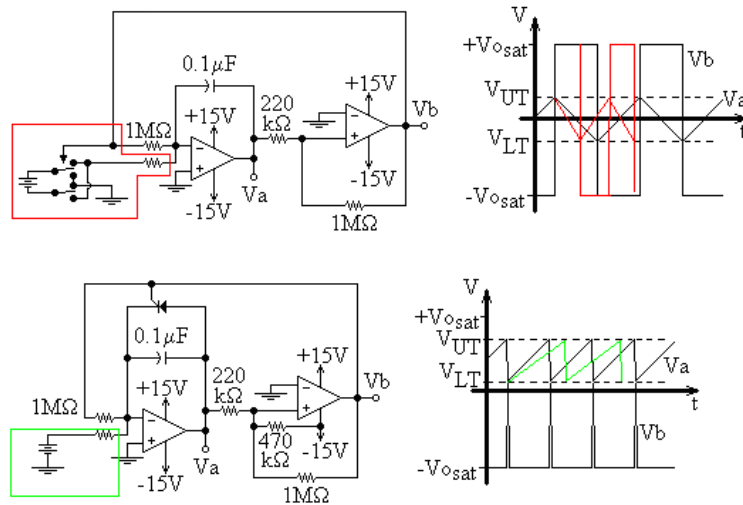 0.1µF
+15V
220
kΩ
+15V
Vb
1MΩ
-15V
Va
-15V
1MΩ
V
+Vosat
Vb
VUT
Va
t
VLT
-Vosat
0.1µF
+15V
220
kΩ
+15V
Vb
1MΩ
470
kΩ
-15V
Va
-15V
1MΩ
V
+Vosat
VUT
Va
VLT
t
Vb
-Vosat